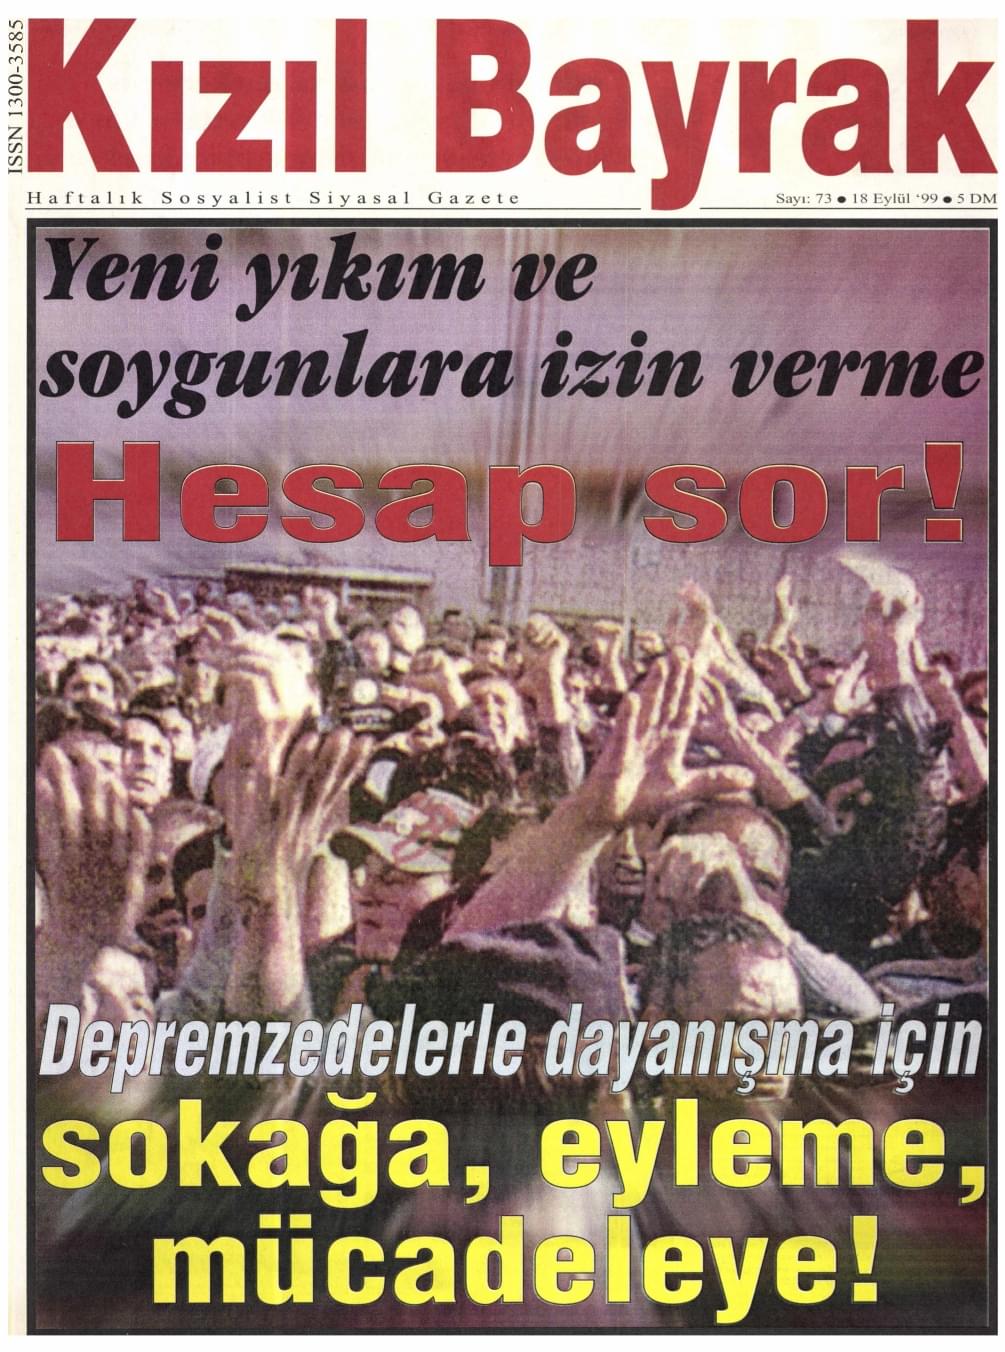 ISSN 1300-3585
Kızıl Bayrak
Haftalık Sosyalist Siyasal Gazete
Sayı: 73 ● 18 Eylül ‘99 ● 5 DM
Yeni yıkım ve
soygunlara izin verme
Hesap sor!
Depremzedelerle dayanışma için
sokağa, eyleme,
mücadeleye!